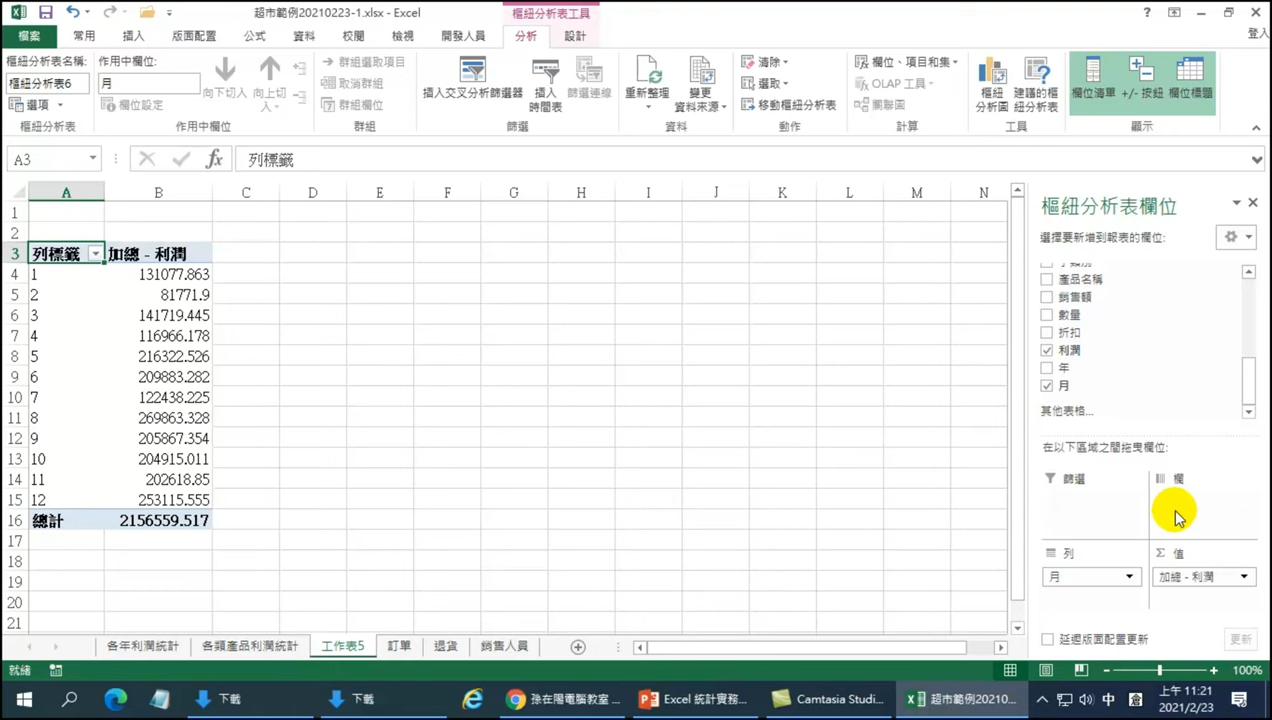 超市範例20210223-1.xlsx - Excel
樞紐分析表工具
?
登入
檔案 常用 插入 版面配置 公式 資料 校閱 檢視 開發人員 分析 設計
樞紐分析表名稱: 作用中欄位:
樞紐分析表6 月
選項 欄位設定
向下切入 向上切入
樞紐分析表 作用中欄位
群組選取項目
取消群組
群組欄位
群組
插入交叉分析篩選器 插入時間表 篩選連線
篩選
重新整理 變更資料來源
資料
清除
選取
移動樞紐分析表
動作
欄位、項目和集
OLAP 工具
關聯圖
計算
樞紐分析圖 建議的樞紐分析表
工具
欄位清單 +/- 按鈕 欄位標題
顯示
A3 fx 列標籤
A B C D E F G H I J K L M N
1
2
3 列標籤 加總 - 利潤
4 1 131077.863
5 2 81771.9
6 3 141719.445
7 4 116966.178
8 5 216322.526
9 6 209883.282
10 7 122438.225
11 8 269863.328
12 9 205867.354
13 10 204915.011
14 11 202618.85
15 12 253115.555
16 總計 2156559.517
17
18
19
20
21
樞紐分析表欄位
選擇要新增到報表的欄位:
子類別
產品名稱
銷售額
數量
折扣
利潤
年
月
其他表格...
在以下區域之間拖曳欄位:
篩選 欄
列 Σ 值
月 加總 - 利潤
延遲版面配置更新 更新
各年利潤統計 各類產品利潤統計 工作表5 訂單 退貨 銷售人員
就緒 100%
下載 下載 孫在陽電腦教室... Excel 統計實務... Camtasia Studi... 超市範例20210... 中 上午 11:21
2021/2/23